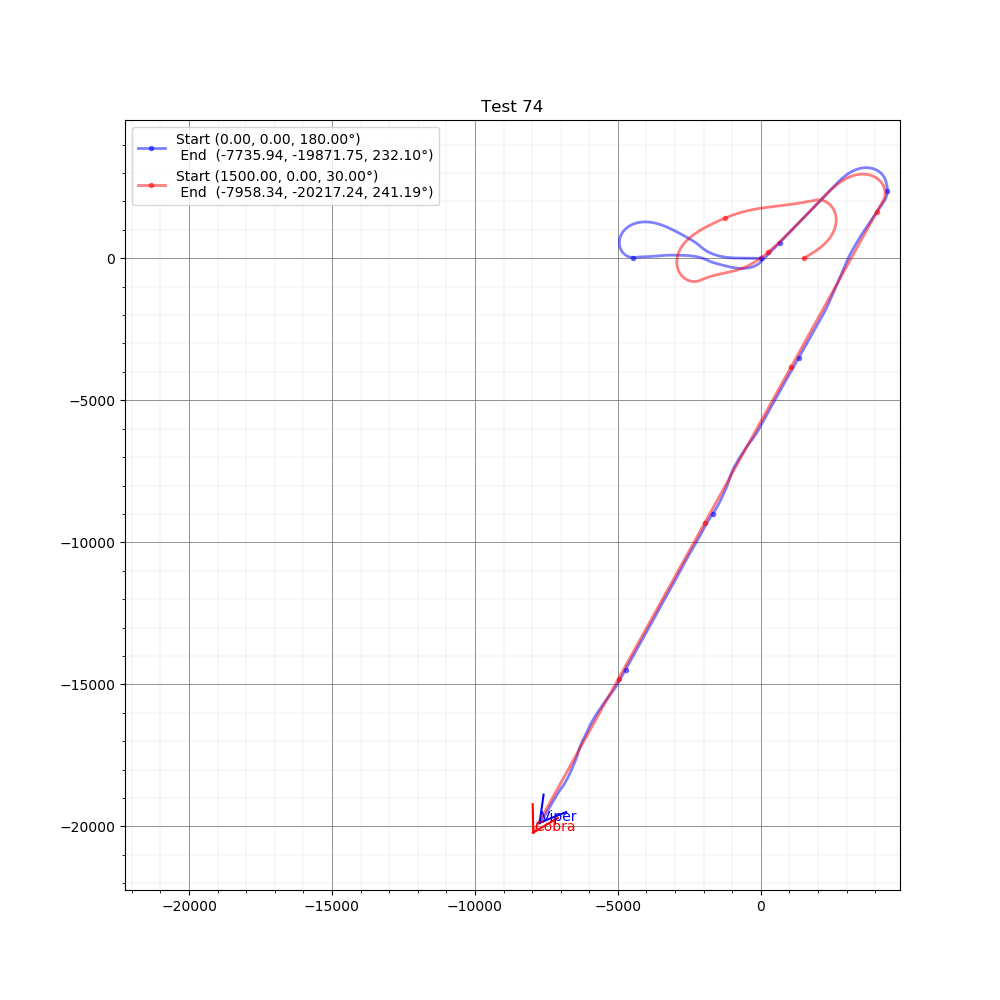 Test 74
Start (0.00, 0.00, 180.00°)
End (-7735.94, -19871.75, 232.10°)
Start (1500.00, 0.00, 30.00°)
End (-7958.34, -20217.24, 241.19°)
0
−5000
−10000
−15000
−20000
Viper
Cobra
−20000 −15000 −10000 −5000 0